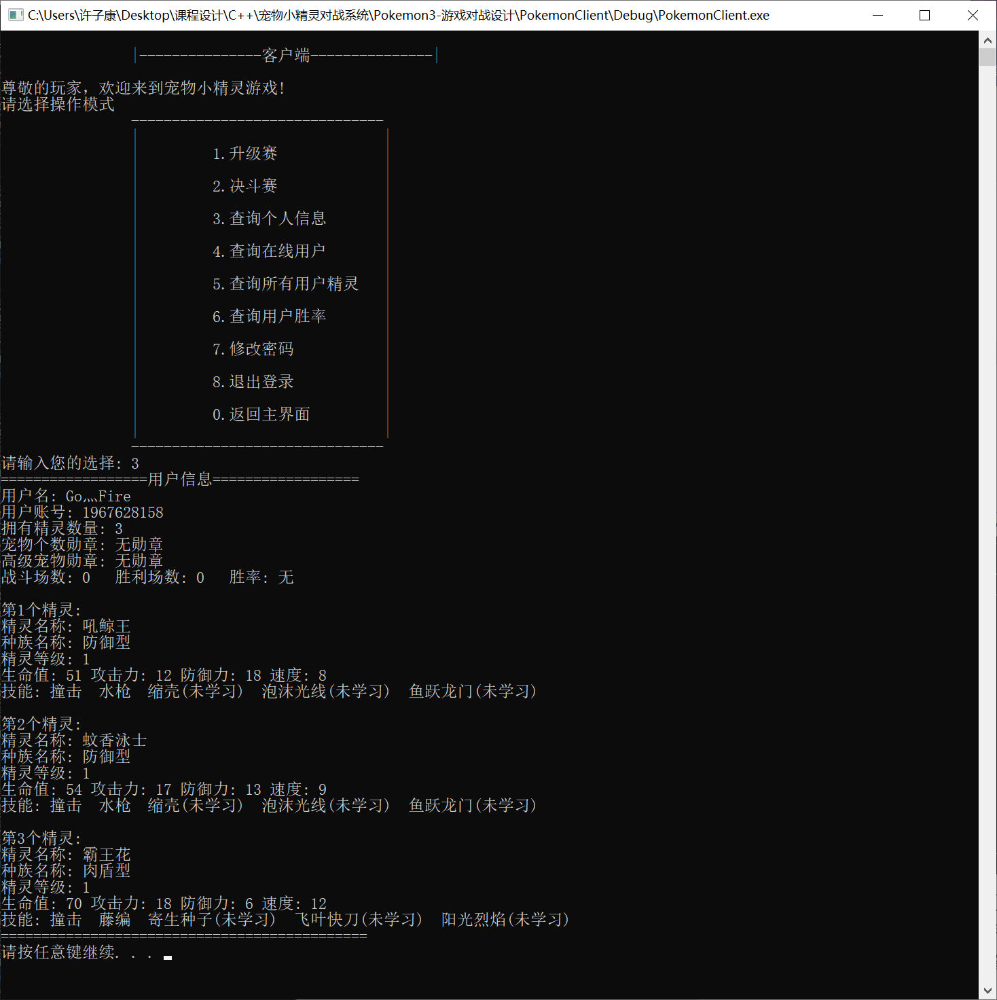 C:\Users\许子康\Desktop\课程设计\C++\宠物小精灵对战系统\Pokemon3-游戏对战设计\PokemonClient\Debug\PokemonClient.exe
|---------------客户端---------------|
尊敬的玩家，欢迎来到宠物小精灵游戏!
请选择操作模式
-------------------------------
1.升级赛
2.决斗赛
3.查询个人信息
4.查询在线用户
5.查询所有用户精灵
6.查询用户胜率
7.修改密码
8.退出登录
0.返回主界面
-------------------------------
请输入您的选择: 3
==================用户信息==================
用户名: Go灬Fire
用户账号: 1967628158
拥有精灵数量: 3
宠物个数勋章: 无勋章
高级宠物勋章: 无勋章
战斗场数: 0   胜利场数: 0   胜率: 无
第1个精灵:
精灵名称: 吼鲸王
种族名称: 防御型
精灵等级: 1
生命值: 51 攻击力: 12 防御力: 18 速度: 8
技能: 撞击  水枪  缩壳(未学习)  泡沫光线(未学习)  鱼跃龙门(未学习)
第2个精灵:
精灵名称: 蚊香泳士
种族名称: 防御型
精灵等级: 1
生命值: 54 攻击力: 17 防御力: 13 速度: 9
技能: 撞击  水枪  缩壳(未学习)  泡沫光线(未学习)  鱼跃龙门(未学习)
第3个精灵:
精灵名称: 霸王花
种族名称: 肉盾型
精灵等级: 1
生命值: 70 攻击力: 18 防御力: 6 速度: 12
技能: 撞击  藤编  寄生种子(未学习)  飞叶快刀(未学习)  阳光烈焰(未学习)
=============================================
请按任意键继续. . .